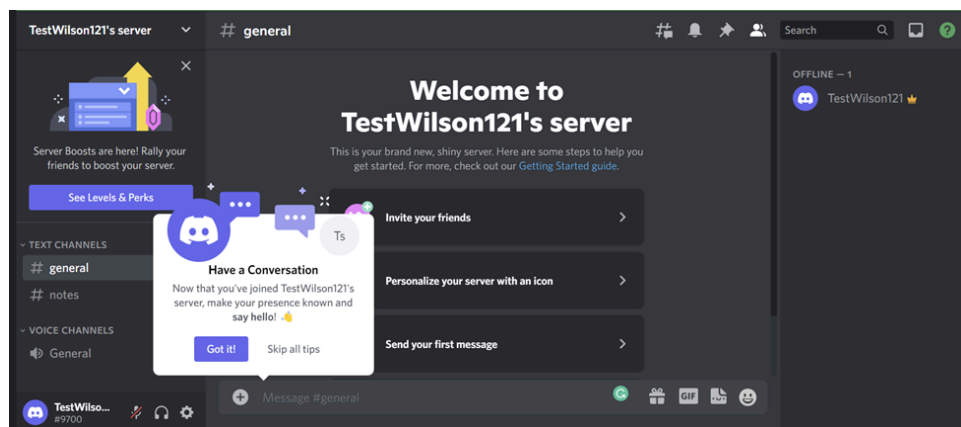 TestWilson121's server
# general
Search
Server Boosts are here! Rally your
friends to boost your server.
See Levels & Perks
TEXT CHANNELS
# general
# notes
VOICE CHANNELS
General
TestWilso...
#9700
Welcome to
TestWilson121's server
This is your brand new, shiny server. Here are some steps to help you
get started. For more, check out our Getting Started guide.
Invite your friends
Personalize your server with an icon
Send your first message
Ts
Have a Conversation
Now that you've joined TestWilson121's
server, make your presence known and
say hello! 👋
Got it!
Skip all tips
Message #general
GIF
OFFLINE — 1
TestWilson121